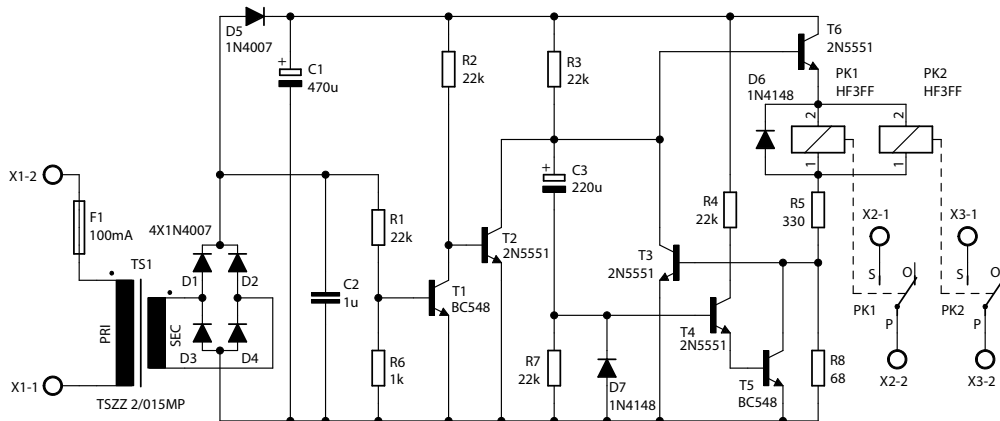 D5
1N4007
C1
470u
+
R2
22k
R3
22k
T6
2N5551
D6
1N4148
PK1
HF3FF
PK2
HF3FF
2
1
2
1
X1-2
F1
100mA
4X1N4007
TS1
D1
D2
D3
D4
PRI
SEC
X1-1
TSZZ 2/015MP
C2
1u
R1
22k
R6
1k
T1
BC548
T2
2N5551
+
C3
220u
R7
22k
D7
1N4148
T3
2N5551
R4
22k
T4
2N5551
T5
BC548
R5
330
R8
68
X2-1
S
O
PK1
P
X2-2
X3-1
S
O
PK2
P
X3-2